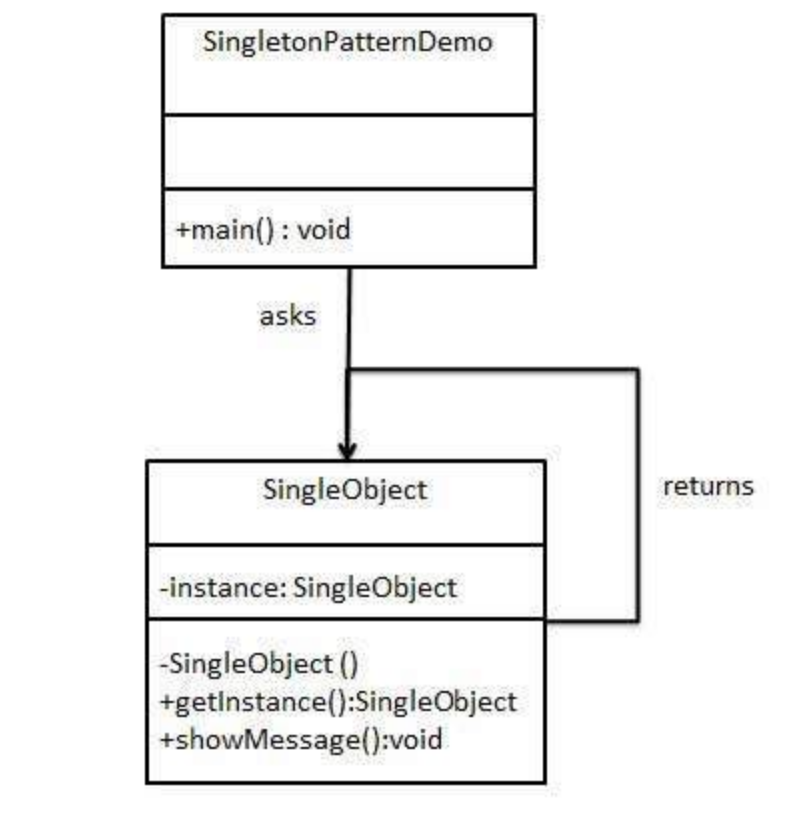 SingletonPatternDemo
+main() : void
asks
SingleObject
returns
-instance: SingleObject
-SingleObject ()
+getInstance():SingleObject
+showMessage():void